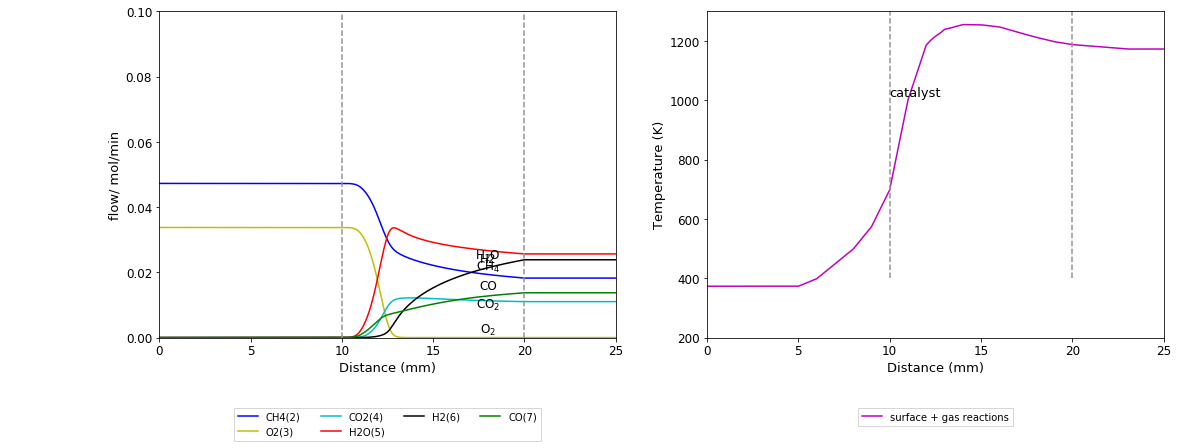 0.10
0.08
0.06
0.04
0.02
0.00
flow/ mol/min
H₂O
H2
CH₄
CO
CO₂
O₂
0 5 10 15 20 25
Distance (mm)
CH4(2) CO2(4) H2(6) CO(7)
O2(3) H2O(5)
1200
1000
800
600
400
200
Temperature (K)
catalyst
0 5 10 15 20 25
Distance (mm)
surface + gas reactions